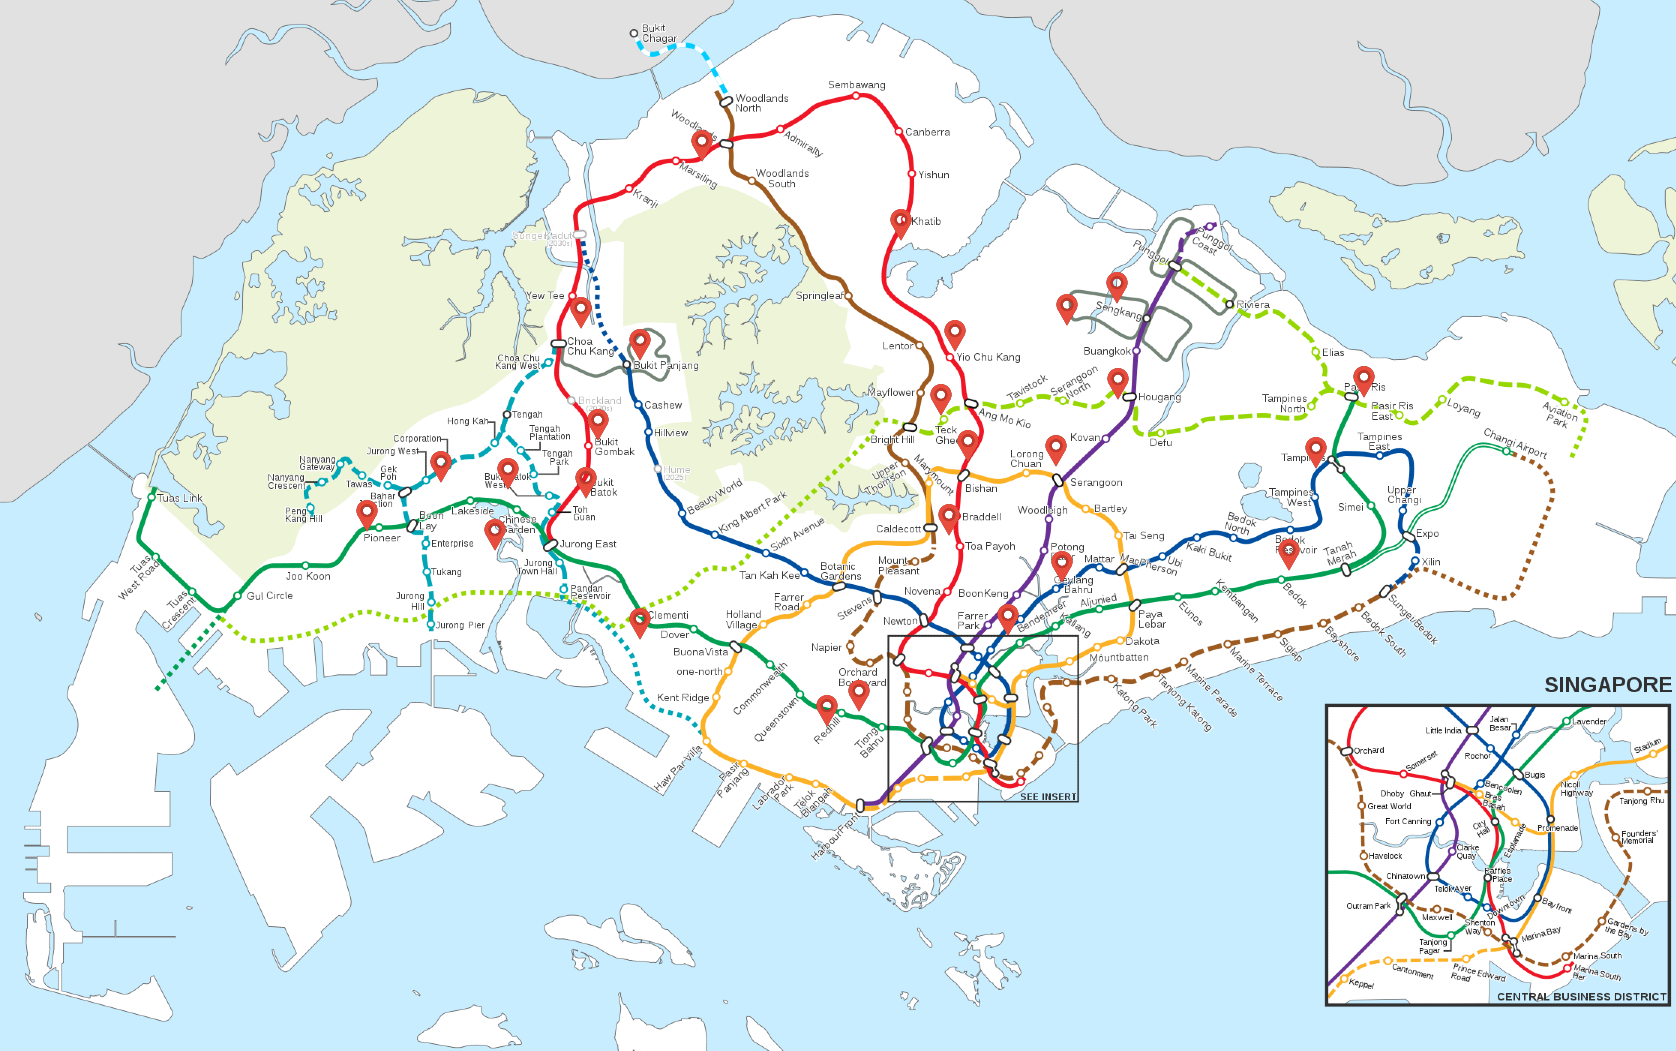 Bukit
Chagar
Woodlands
North
Sembawang
Woodlands
Admiralty
Canberra
Marsiling
Woodlands
South
Yishun
Kranji
Khatib
Sungei Kadut
(2030s)
Punggol
Coast
Punggol
Yew Tee
Springleaf
Sengkang
Riviera
Choa
Chu Kang
Choa Chu
Kang West
Bukit Panjang
Lentor
Yio Chu Kang
Buangkok
Elias
Brickland
Cashew
Mayflower
Tavistock
Serangoon
North
Hougang
Pasir Ris
Tampines
North
Pasir Ris
East
Loyang
Aviation
Park
Hong Kah
Tengah
Ang Mo Kio
Teck
Ghee
Bright Hill
Tengah
Plantation
Hillview
Bukit
Gombak
Corporation
Jurong West
Tengah
Park
Kovan
Defu
Tampines
East
Changi Airport
Nanyang
Gateway
Nanyang
Crescent
Gek
Poh
Tawas
Bahar
Hume
(2025)
Upper
Thomson
Marymount
Lorong
Chuan
Serangoon
Tampines
Bukit
Batok
West
Bishan
Tampines
West
Upper
Changi
Simei
Peng
Kang Hill
Tuas Link
Pioneer
Boon
Lay
Lakeside
Chinese
Garden
Toh
Guan
Beauty World
King Albert Park
Sixth Avenue
Caldecott
Braddell
Woodleigh
Bartley
Bedok
North
Enterprise
Jurong East
Toa Payoh
Tai Seng
Kaki Bukit
Bedok
Reservoir
Tanah
Merah
Expo
Tuas
West Road
Joo Koon
Tukang
Jurong
Town Hall
Tan Kah Kee
Botanic
Gardens
Mount
Pleasant
Potong
Mattar
MacPherson
Ubi
Xilin
Tuas
Crescent
Gul Circle
Jurong
Hill
Pandan
Reservoir
Farrer
Road
Stevens
Novena
Boon Keng
Geylang
Bahru
Aljunied
Paya
Lebar
Eunos
Kembangan
Bedok
Sungei Bedok
Jurong Pier
Clementi
Dover
Holland
Village
Newton
Farrer
Park
Bendemeer
Kallang
Dakota
Bedok South
Bayshore
Siglap
Buona Vista
Napier
Mountbatten
Marine Terrace
one-north
Commonwealth
Orchard
Boulevard
Marine Parade
Kent Ridge
Queenstown
Redhill
Tiong
Bahru
Katong Park
Tanjong Katong
Haw Par Villa
Pasir
Panjang
Labrador
Park
Telok
Blangah
HarbourFront
SEE INSERT
SINGAPORE
Jalan
Besar
Lavender
Little India
Stadium
Orchard
Somerset
Rochor
Bugis
Dhoby Ghaut
Bencoolen
Bras
Basah
Nicoll
Highway
Great World
Tanjong Rhu
Fort Canning
City
Hall
Esplanade
Promenade
Founders'
Memorial
Havelock
Clarke
Quay
Chinatown
Raffles
Place
Telok Ayer
Outram Park
Maxwell
Downtown
Bayfront
Shenton
Way
Gardens by
the Bay
Tanjong
Pagar
Marina Bay
Marina South
Cantonment
Prince Edward
Road
Marina South
Pier
Keppel
CENTRAL BUSINESS DISTRICT